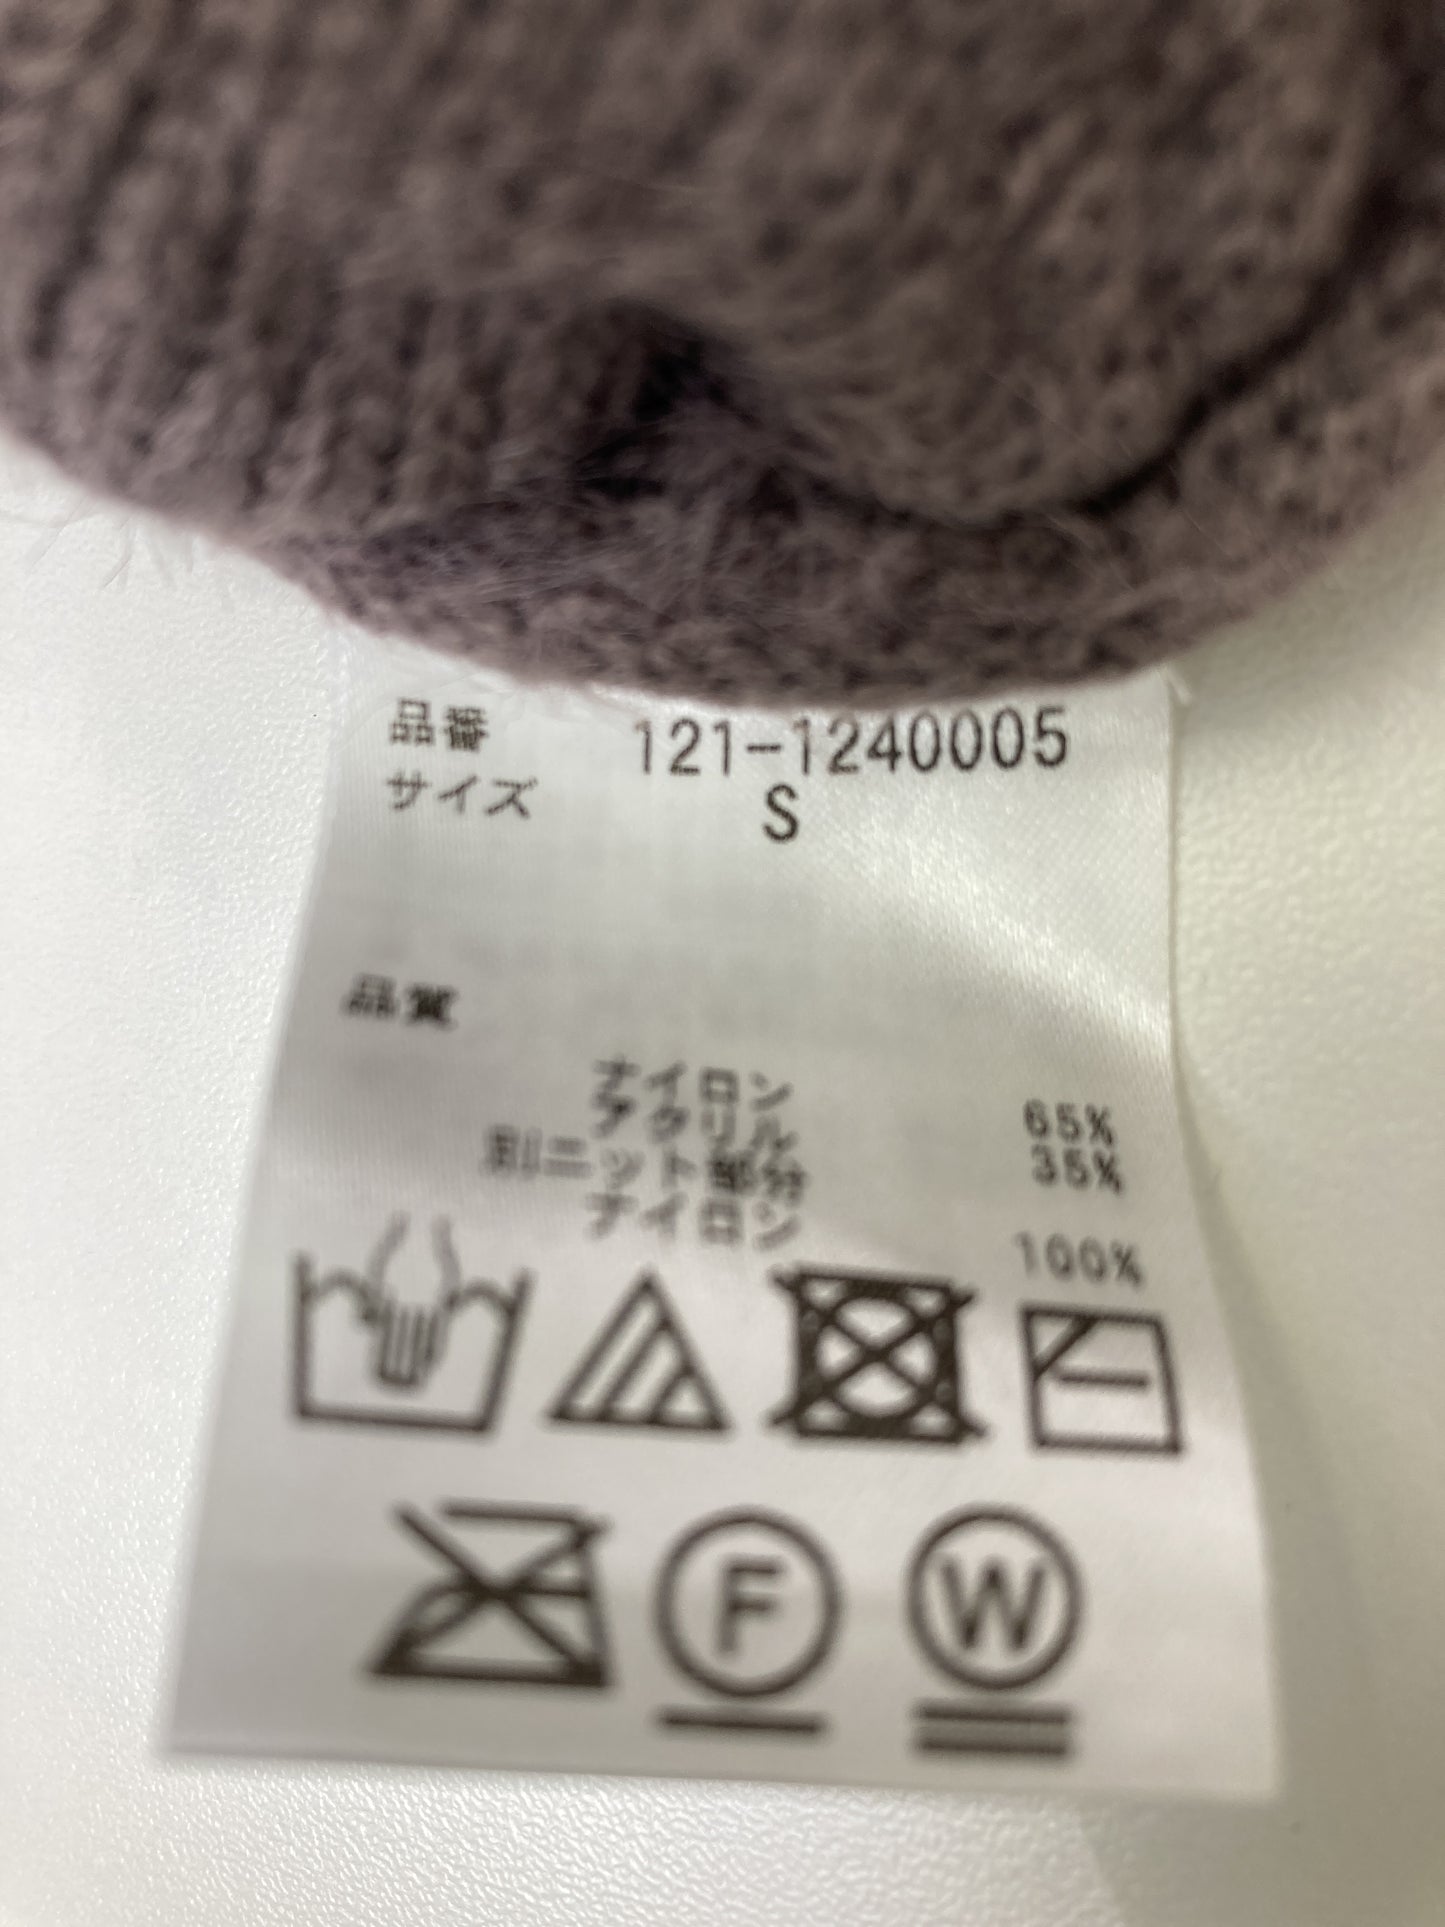 品番 121-1240005
サイズ S
品質
ナイロン 65%
アクリル 35%
別ニット部分
ナイロン 100%
F
W